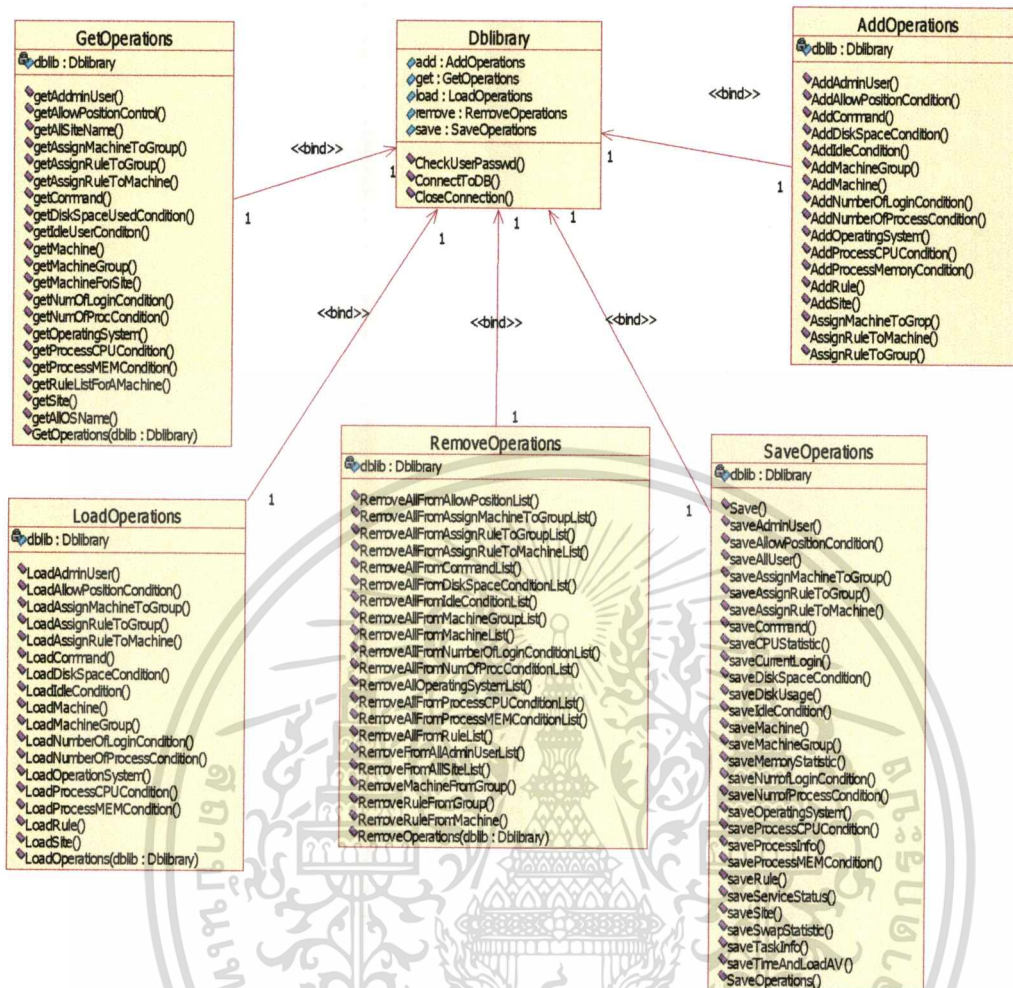 GetOperations
dblib : Dblibrary
getAddminUser()
getAllowPositionControl()
getAllSiteName()
getAssignMachineToGroup()
getAssignRuleToGroup()
getAssignRuleToMachine()
getCommand()
getDiskSpaceUsedCondition()
getIdleUserConditon()
getMachine()
getMachineGroup()
getMachineForSite()
getNumOfLoginCondition()
getNumOfProcCondition()
getOperatingSystem()
getProcessCPUCondition()
getProcessMEMCondition()
getRuleListForAMachine()
getSite()
getAllOSName()
GetOperations(dblib : Dblibrary)
<<bind>>
1
1
Dblibrary
add : AddOperations
get : GetOperations
load : LoadOperations
remove : RemoveOperations
save : SaveOperations
CheckUserPasswd()
ConnectToDB()
CloseConnection()
1
1
1
1
<<bind>>
1
AddOperations
dblib : Dblibrary
AddAdminUser()
AddAllowPositionCondition()
AddCommand()
AddDiskSpaceCondition()
AddIdleCondition()
AddMachineGroup()
AddMachine()
AddNumberOfLoginCondition()
AddNumberOfProcessCondition()
AddOperatingSystem()
AddProcessCPUCondition()
AddProcessMemoryCondition()
AddRule()
AddSite()
AssignMachineToGrop()
AssignRuleToMachine()
AssignRuleToGroup()
<<bind>>
<<bind>>
<<bind>>
1
1
1
LoadOperations
dblib : Dblibrary
LoadAdminUser()
LoadAllowPositionCondition()
LoadAssignMachineToGroup()
LoadAssignRuleToGroup()
LoadAssignRuleToMachine()
LoadCommand()
LoadDiskSpaceCondition()
LoadIdleCondition()
LoadMachine()
LoadMachineGroup()
LoadNumberOfLoginCondition()
LoadNumberOfProcessCondition()
LoadOperationSystem()
LoadProcessCPUCondition()
LoadProcessMEMCondition()
LoadRule()
LoadSite()
LoadOperations(dblib : Dblibrary)
RemoveOperations
dblib : Dblibrary
RemoveAllFromAllowPositionList()
RemoveAllFromAssignMachineToGroupList()
RemoveAllFromAssignRuleToGroupList()
RemoveAllFromAssignRuleToMachineList()
RemoveAllFromCommandList()
RemoveAllFromDiskSpaceConditionList()
RemoveAllFromIdleConditionList()
RemoveAllFromMachineGroupList()
RemoveAllFromMachineList()
RemoveAllFromNumberOfLoginConditionList()
RemoveAllFromNumOfProcConditionList()
RemoveAllOperatingSystemList()
RemoveAllFromProcessCPUConditionList()
RemoveAllFromProcessMEMConditionList()
RemoveAllFromRuleList()
RemoveFromAllAdminUserList()
RemoveFromAllSiteList()
RemoveMachineFromGroup()
RemoveRuleFromGroup()
RemoveRuleFromMachine()
RemoveOperations(dblib : Dblibrary)
SaveOperations
dblib : Dblibrary
Save()
saveAdminUser()
saveAllowPositionCondition()
saveAllUser()
saveAssignMachineToGroup()
saveAssignRuleToGroup()
saveAssignRuleToMachine()
saveCommand()
saveCPUStatistic()
saveCurrentLogin()
saveDiskSpaceCondition()
saveDiskUsage()
saveIdleCondition()
saveMachine()
saveMachineGroup()
saveMemoryStatistic()
saveNumofLoginCondition()
saveNumofProcessCondition()
saveOperatingSystem()
saveProcessCPUCondition()
saveProcessInfo()
saveProcessMEMCondition()
saveRule()
saveServiceStatus()
saveSite()
saveSwapStatistic()
saveTaskInfo()
saveTimeAndLoadAV()
SaveOperations()